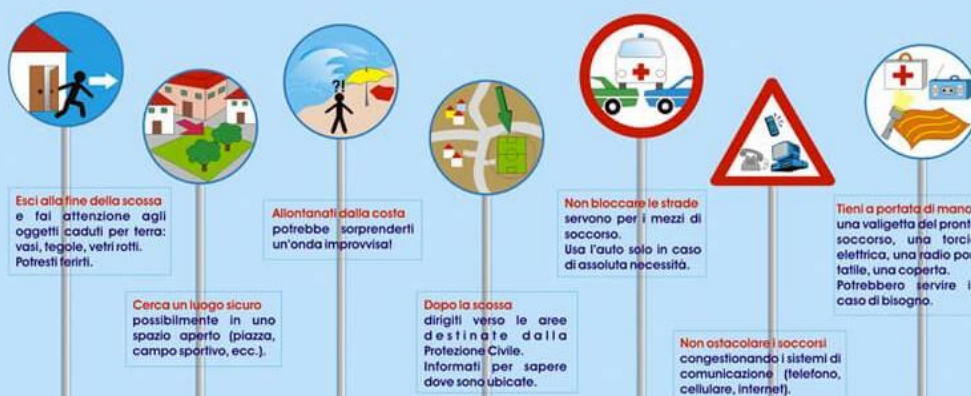 Esci alla fine della scossa
e fai attenzione agli
oggetti caduti per terra:
vasi, tegole, vetri rotti.
Potresti ferirti.
Cerca un luogo sicuro
possibilmente in uno
spazio aperto (piazza,
campo sportivo, ecc.).
?!
Allontanati dalla costa
potrebbe sorprenderti
un'onda improvvisa!
Dopo la scossa
dirigiti verso le aree
destinate dalla
Protezione Civile.
Informati per sapere
dove sono ubicate.
Non bloccare le strade
servono per i mezzi di
soccorso.
Usa l'auto solo in caso
di assoluta necessità.
Non ostacolare i soccorsi
congestionando i sistemi di
comunicazione (telefono,
cellulare, internet).
Tieni a portata di mano
una valigetta del pront
soccorso, una torci
elettrica, una radio por
tatile, una coperta.
Potrebbero servire i
caso di bisogno.